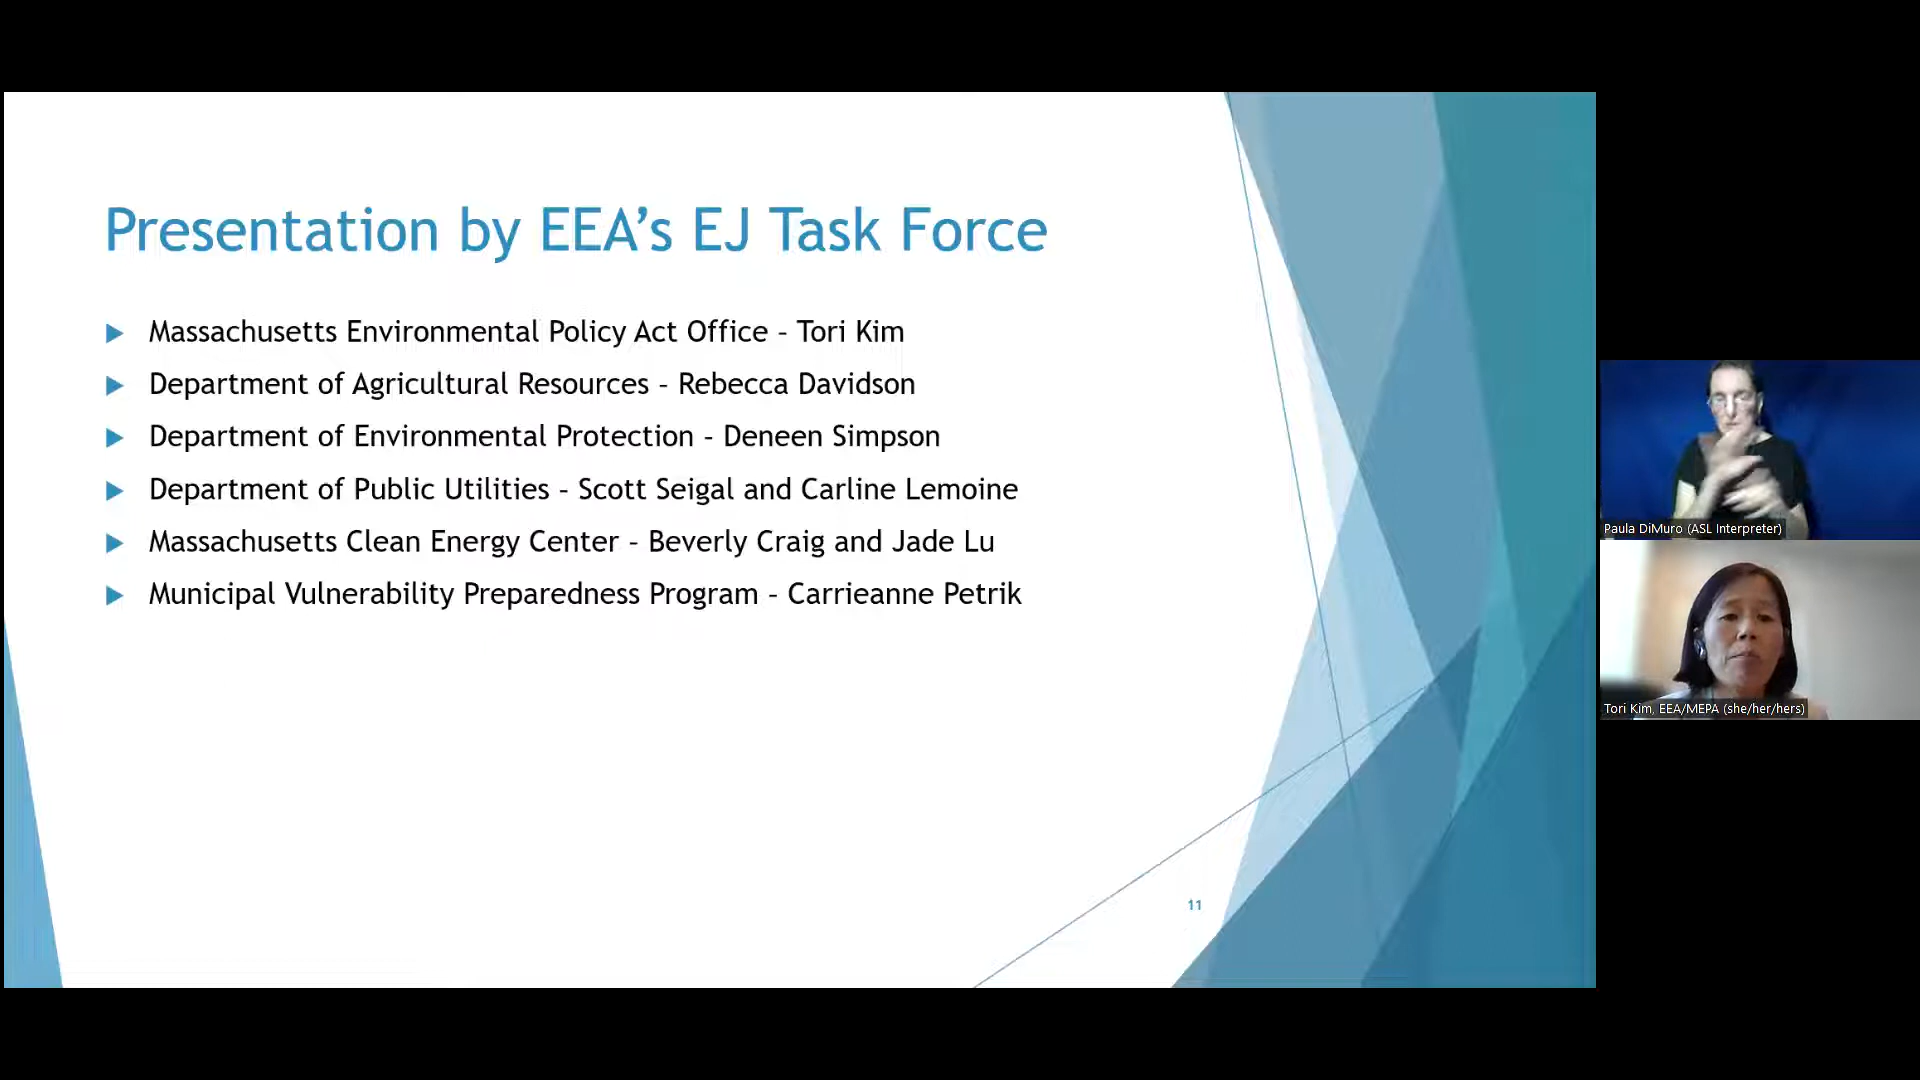 Presentation by EEA’s EJ Task Force
Massachusetts Environmental Policy Act Office – Tori Kim
Department of Agricultural Resources – Rebecca Davidson
Department of Environmental Protection – Deneen Simpson
Department of Public Utilities – Scott Seigal and Carline Lemoine
Massachusetts Clean Energy Center – Beverly Craig and Jade Lu
Municipal Vulnerability Preparedness Program – Carrieanne Petrik
11
Paula DiMuro (ASL Interpreter)
Tori Kim, EEA/MEPA (she/her/hers)